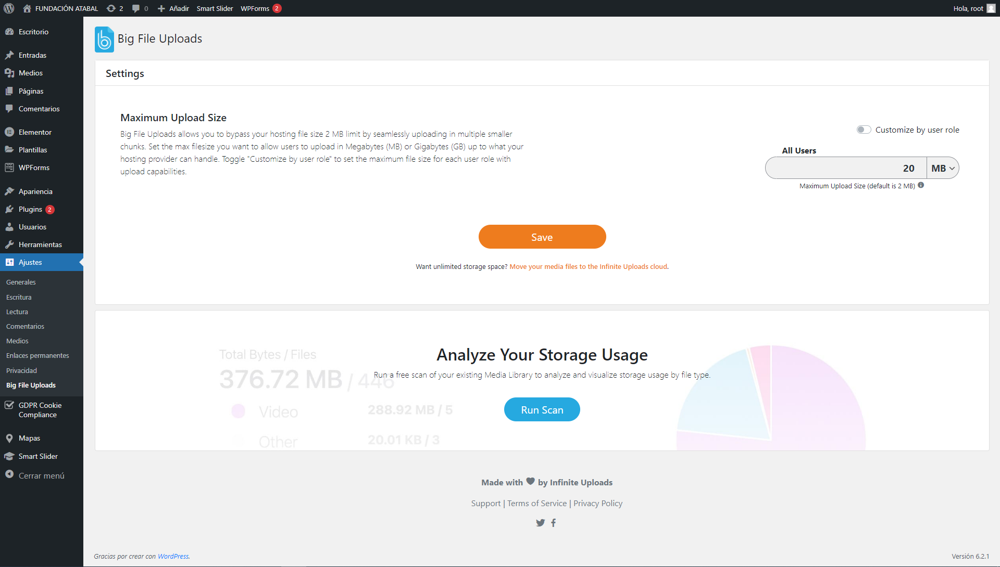 FUNDACIÓN ATABAL 2 0 Añadir Smart Slider WPForms 2 Hola, root
Escritorio
Entradas
Medios
Páginas
Comentarios
Elementor
Plantillas
WPForms
Apariencia
Plugins 2
Usuarios
Herramientas
Ajustes
Generales
Escritura
Lectura
Comentarios
Medios
Enlaces permanentes
Privacidad
Big File Uploads
GDPR Cookie
Compliance
Mapas
Smart Slider
Cerrar menú
Big File Uploads
Settings
Maximum Upload Size
Big File Uploads allows you to bypass your hosting file size 2 MB limit by seamlessly uploading in multiple smaller
chunks. Set the max filesize you want to allow users to upload in Megabytes (MB) or Gigabytes (GB) up to what your
hosting provider can handle. Toggle "Customize by user role" to set the maximum file size for each user role with
upload capabilities.
Customize by user role
All Users
20 MB
Maximum Upload Size (default is 2 MB)
Save
Want unlimited storage space? Move your media files to the Infinite Uploads cloud.
Total Bytes / Files
376.72 MB / 446
Video 288.92 MB / 5
Other 20.01 KB / 3
Analyze Your Storage Usage
Run a free scan of your existing Media Library to analyze and visualize storage usage by file type.
Run Scan
Made with by Infinite Uploads
Support | Terms of Service | Privacy Policy
Gracias por crear con WordPress.
Versión 6.2.1